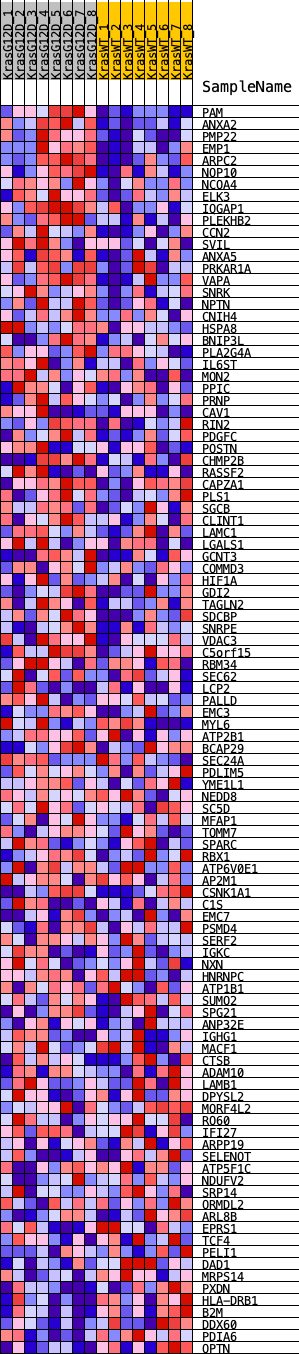 KrasG12D_1
KrasG12D_2
KrasG12D_3
KrasG12D_4
KrasG12D_5
KrasG12D_6
KrasG12D_7
KrasG12D_8
KrasWT_1
KrasWT_2
KrasWT_3
KrasWT_4
KrasWT_5
KrasWT_6
KrasWT_7
KrasWT_8
SampleName
PAM
ANXA2
PMP22
EMP1
ARPC2
NOP10
NCOA4
ELK3
IQGAP1
PLEKHB2
CCN2
SVIL
ANXA5
PRKAR1A
VAPA
SNRK
NPTN
CNIH4
HSPA8
BNIP3L
PLA2G4A
IL6ST
MON2
PPIC
PRNP
CAV1
RIN2
PDGFC
POSTN
CHMP2B
RASSF2
CAPZA1
PLS1
SGCB
CLINT1
LAMC1
LGALS1
GCNT3
COMMD3
HIF1A
GDI2
TAGLN2
SDCBP
SNRPE
VDAC3
C5orf15
RBM34
SEC62
LCP2
PALLD
EMC3
MYL6
ATP2B1
BCAP29
SEC24A
PDLIM5
YME1L1
NEDD8
SC5D
MFAP1
TOMM7
SPARC
RBX1
ATP6V0E1
AP2M1
CSNK1A1
C1S
EMC7
PSMD4
SERF2
IGKC
NXN
HNRNPC
ATP1B1
SUMO2
SPG21
ANP32E
IGHG1
MACF1
CTSB
ADAM10
LAMB1
DPYSL2
MORF4L2
RO60
IFI27
ARPP19
SELENOT
ATP5F1C
NDUFV2
SRP14
ORMDL2
ARL8B
EPRS1
TCF4
PELI1
DAD1
MRPS14
PXDN
HLA-DRB1
B2M
DDX60
PDIA6
OPTN